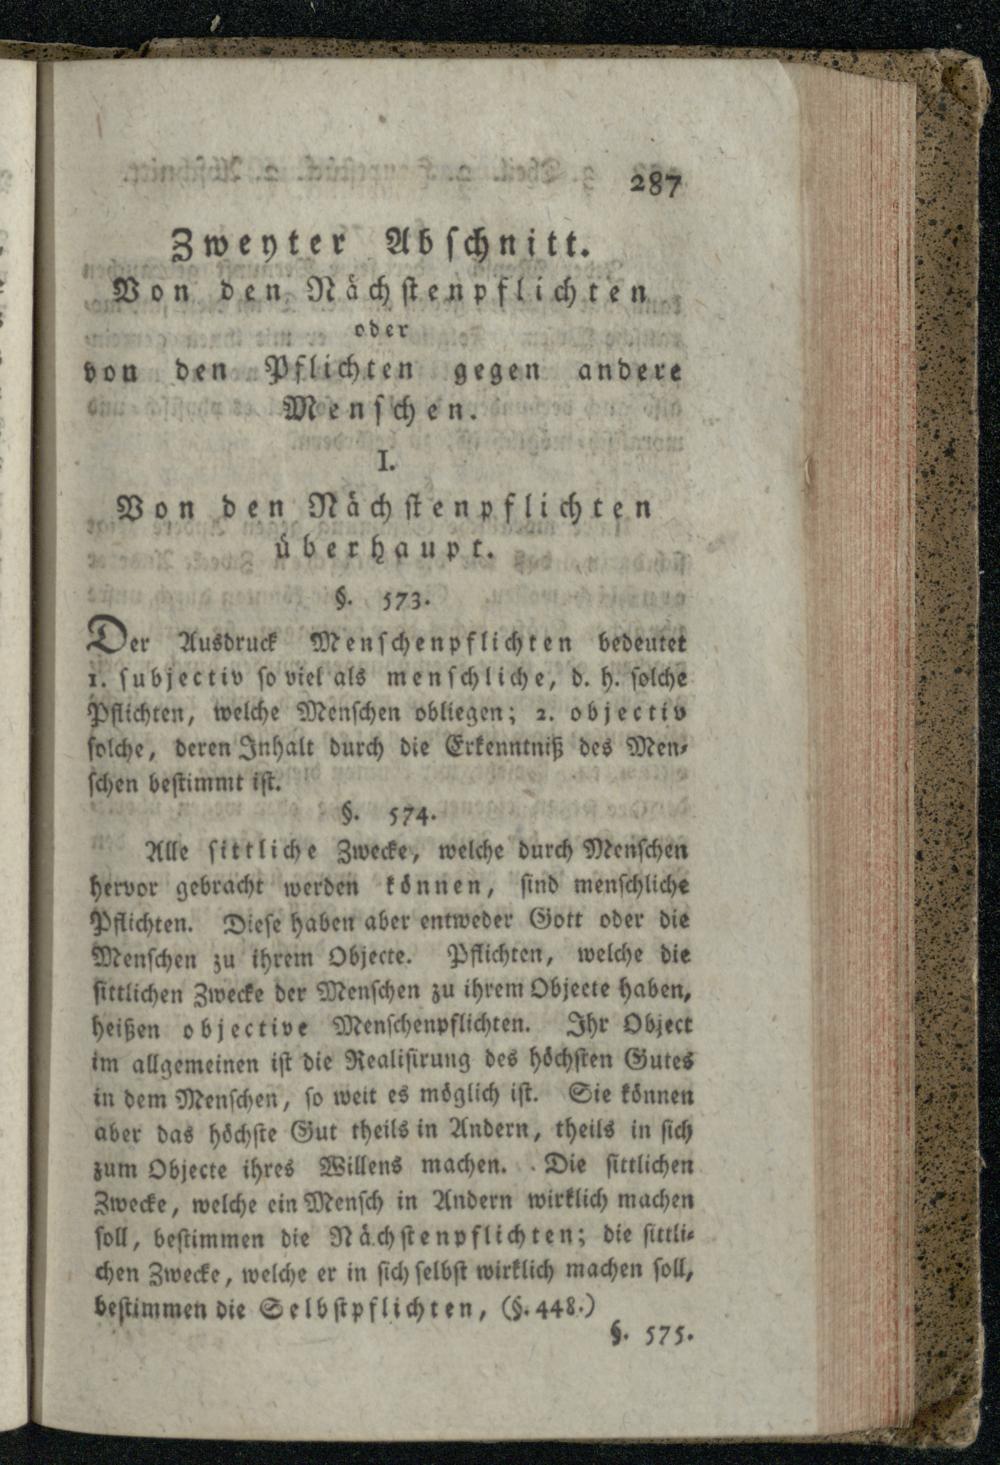 287
Zweyter Abschnitt.
Von den Nächstenpflichten
oder
von den Pflichten gegen andere
Menschen.
I.
Von den Nächstenpflichten
überhaupt.
§. 573.
Der Ausdruck Menschenpflichten bedeutet
1. subjectiv so viel als menschliche, d. h. solche
Pflichten, welche Menschen obliegen; 2. objectiv
solche, deren Inhalt durch die Erkenntniß des Men-
schen bestimmt ist.
§. 574.
Alle sittliche Zwecke, welche durch Menschen
hervor gebracht werden können, sind menschliche
Pflichten. Diese haben aber entweder Gott oder die
Menschen zu ihrem Objecte. Pflichten, welche die
sittlichen Zwecke der Menschen zu ihrem Objecte haben,
heißen objective Menschenpflichten. Ihr Object
im allgemeinen ist die Realisirung des höchsten Gutes
in dem Menschen, so weit es möglich ist. Sie können
aber das höchste Gut theils in Andern, theils in sich
zum Objecte ihres Willens machen. Die sittlichen
Zwecke, welche ein Mensch in Andern wirklich machen
soll, bestimmen die Nächstenpflichten; die sittli-
chen Zwecke, welche er in sich selbst wirklich machen soll,
bestimmen die Selbstpflichten, (§. 448.)
§. 575.